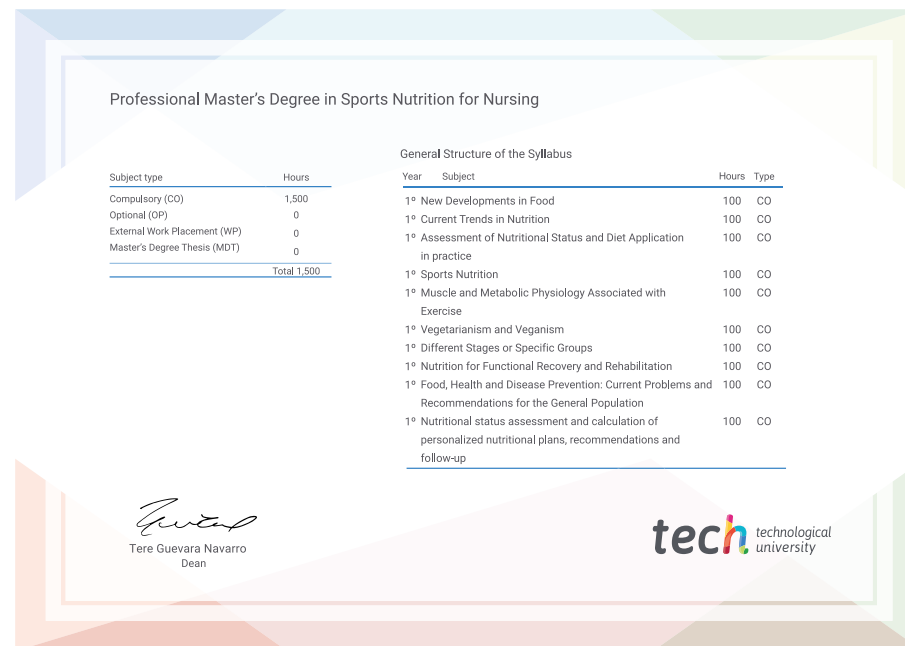 Professional Master's Degree in Sports Nutrition for Nursing
Subject type Hours
Compulsory (CO) 1,500
Optional (OP) 0
External Work Placement (WP) 0
Master's Degree Thesis (MDT) 0
Total 1,500
General Structure of the Syllabus
Year Subject Hours Type
1º New Developments in Food 100 CO
1º Current Trends in Nutrition 100 CO
1º Assessment of Nutritional Status and Diet Application 100 CO
in practice
1º Sports Nutrition 100 CO
1º Muscle and Metabolic Physiology Associated with 100 CO
Exercise
1º Vegetarianism and Veganism 100 CO
1º Different Stages or Specific Groups 100 CO
1º Nutrition for Functional Recovery and Rehabilitation 100 CO
1º Food, Health and Disease Prevention: Current Problems and 100 CO
Recommendations for the General Population
1º Nutritional status assessment and calculation of 100 CO
personalized nutritional plans, recommendations and
follow-up
Tere Guevara Navarro
Dean
tech technological
university